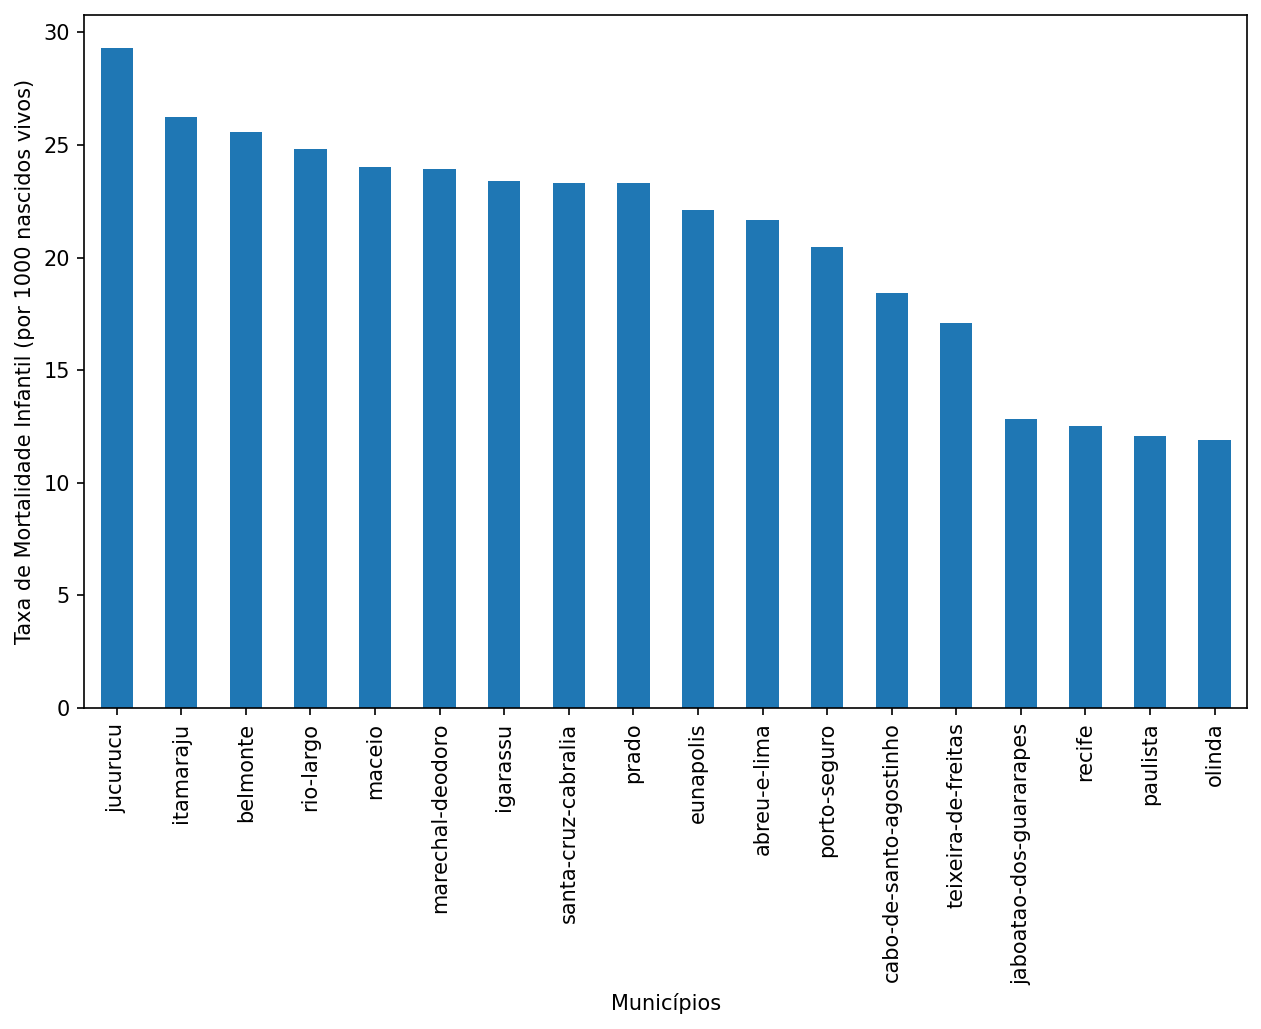 Taxa de Mortalidade Infantil (por 1000 nascidos vivos)
30
25
20
15
10
5
0
jucurucu
itamaraju
belmonte
rio-largo
maceio
marechal-deodoro
igarassu
santa-cruz-cabralia
prado
eunapolis
abreu-e-lima
porto-seguro
cabo-de-santo-agostinho
teixeira-de-freitas
jaboatao-dos-guararapes
recife
paulista
olinda
Municípios